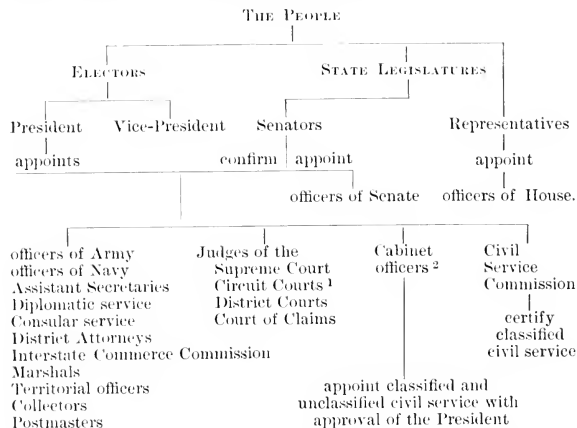 THE PEOPLE
ELECTORS STATE LEGISLATURES
President Vice-President Senators Representatives
appoints confirm appoint appoint
officers of Senate officers of House.
officers of Army
officers of Navy
Assistant Secretaries
Diplomatic service
Consular service
District Attorneys
Interstate Commerce Commission
Marshals
Territorial officers
Collectors
Postmasters
Judges of the
Supreme Court
Circuit Courts ¹
District Courts
Court of Claims
Cabinet
officers ²
appoint classified and
unclassified civil service with
approval of the President
Civil
Service
Commission
certify
classified
civil service